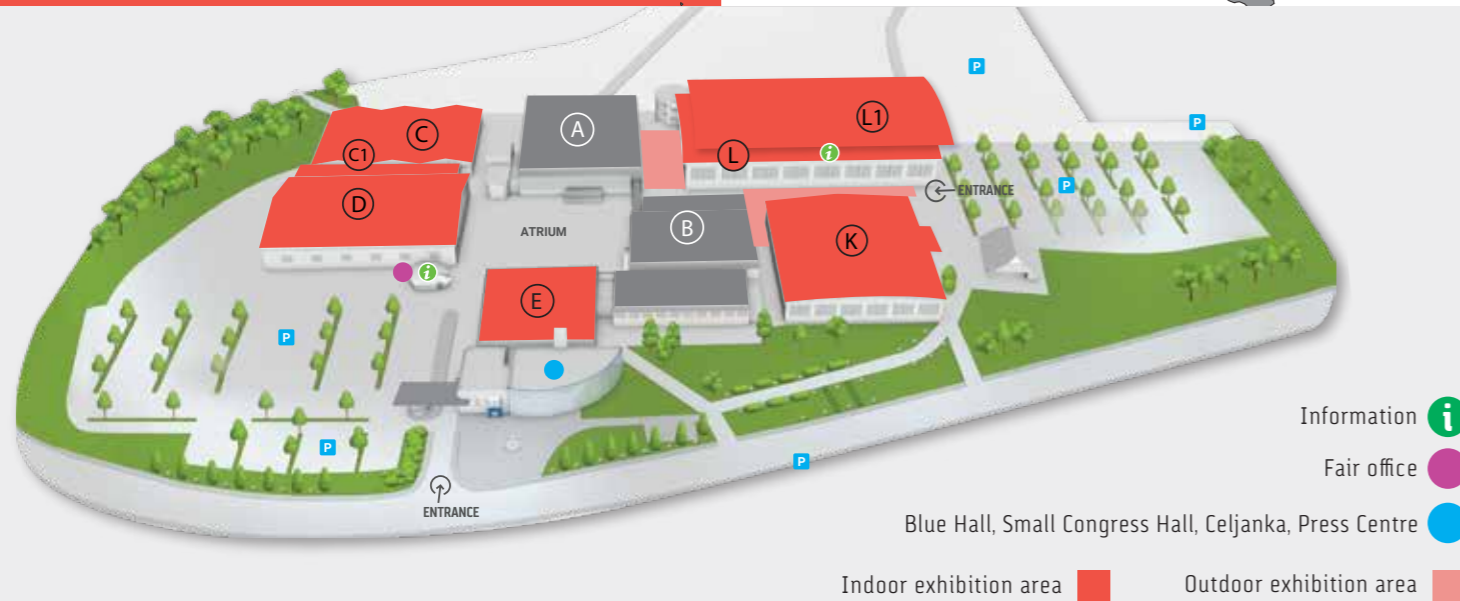 P
A
L1
C
P
C1
L
i
P
ENTRANCE
D
B
ATRIUM
K
i
E
P
P
P
ENTRANCE
Information i
Fair office
Blue Hall, Small Congress Hall, Celjanka, Press Centre
Indoor exhibition area
Outdoor exhibition area